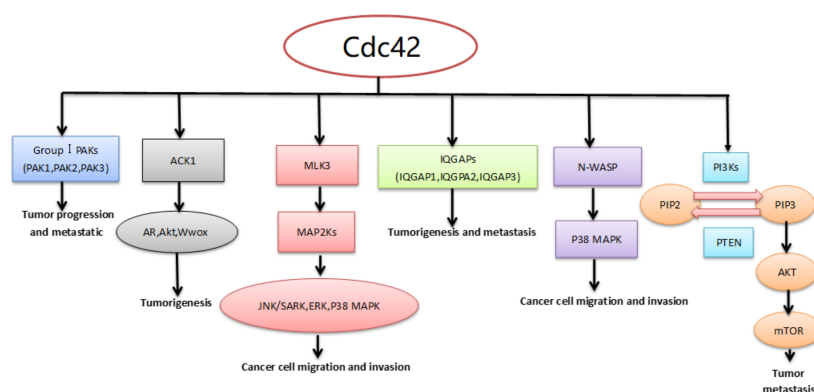 Cdc42
Group I PAKs
(PAK1,PAK2,PAK3)
Tumor progression
and metastatic
ACK1
AR,Akt,Wwox
Tumorigenesis
MLK3
MAP2Ks
JNK/SARK,ERK,P38 MAPK
Cancer cell migration and invasion
IQGAPs
(IQGAP1,IQGPA2,IQGAP3)
Tumorigenesis and metastasis
N-WASP
P38 MAPK
Cancer cell migration and invasion
PI3Ks
PIP2
PIP3
PTEN
AKT
mTOR
Tumor
metastasis